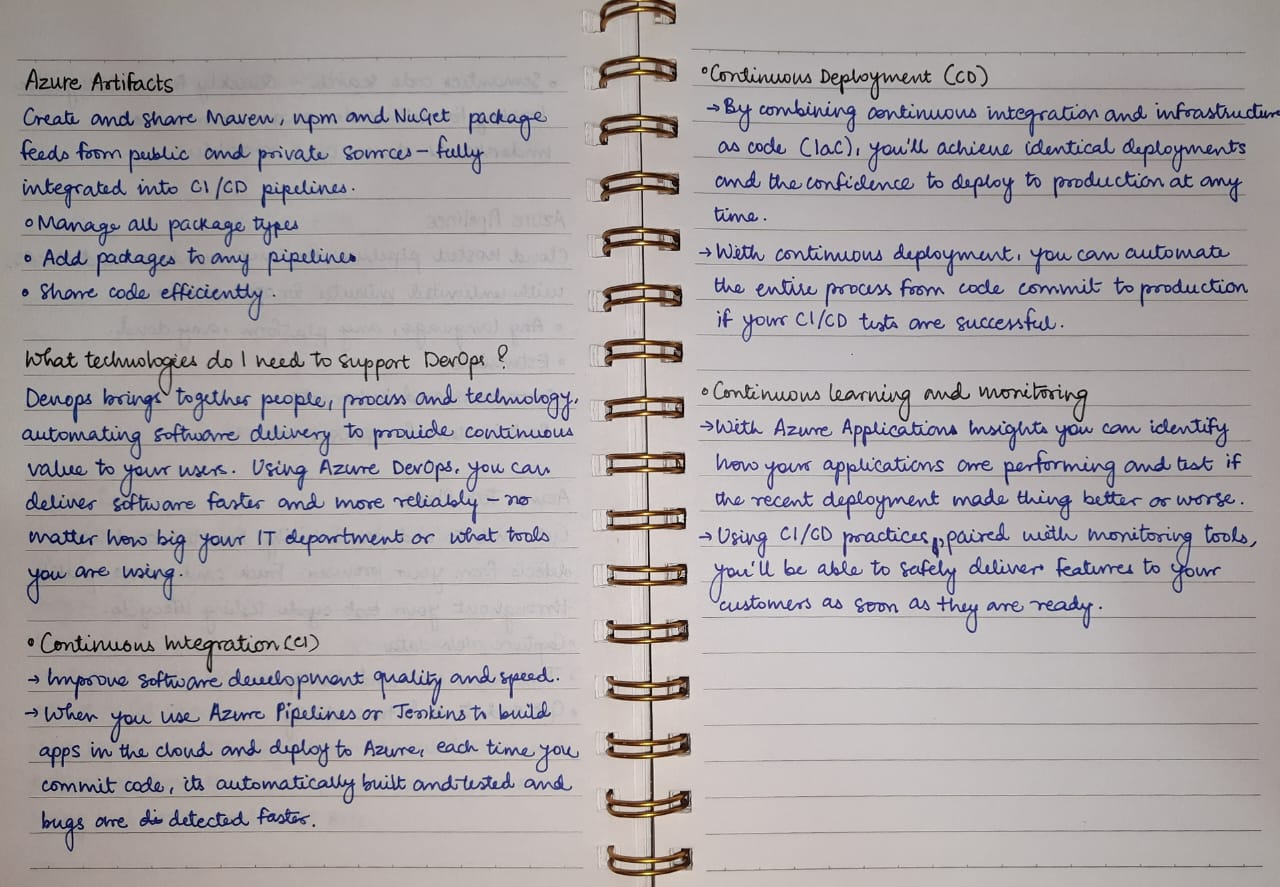 Azure Artifacts
Create and share Maven, npm and NuGet package
feeds from public and private sources – fully
integrated into CI/CD pipelines.
• Manage all package types
• Add packages to any pipelines
• Share code efficiently.
What technologies do I need to support DevOps?
Devops brings together people, prociss and technology,
automating software delivery to provide continuous
value to your users. Using Azure DevOps, you can
deliver software faster and more reliably – no
matter how big your IT department or what tools
you are using.
• Continuous Integration (CI)
→ Improve software development quality and speed.
→ When you use Azure Pipelines or Jenkins to build
apps in the cloud and deploy to Azure, each time you
commit code, its automatically built and tested and
bugs are detected faster.
• Continuous Deployment (CD)
→ By combining continuous integration and infrastructure
as code (IaC), you'll achieve identical deployments
and the confidence to deploy to production at any
time.
→ With continuous deployment, you can automate
the entire process from code commit to production
if your CI/CD tests are successful.
• Continuous learning and monitoring
→ With Azure Applications Insights you can identify
how your applications are performing and test if
the recent deployment made thing better or worse.
→ Using CI/CD practices, paired with monitoring tools,
you'll be able to safely deliver features to your
customers as soon as they are ready.